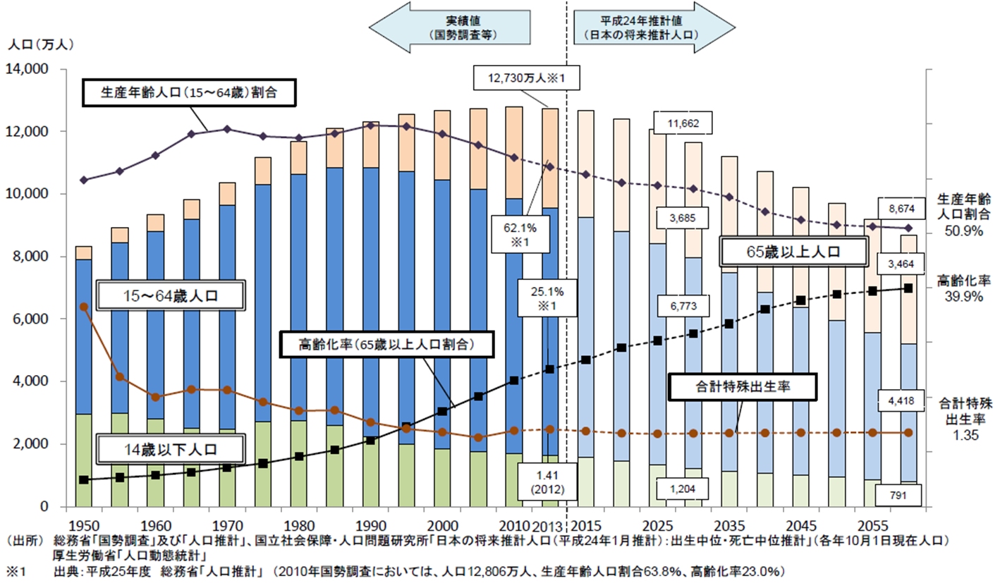 実績値
（国勢調査等）
平成24年推計値
（日本の将来推計人口）
人口（万人）
14,000
12,000
10,000
8,000
6,000
4,000
2,000
0
生産年齢人口（15～64歳）割合
12,730万人※1
11,662
3,685
6,773
1,204
62.1%
※1
25.1%
※1
1.41
(2012)
15～64歳人口
14歳以下人口
高齢化率（65歳以上人口割合）
65歳以上人口
合計特殊出生率
8,674
3,464
4,418
791
生産年齢
人口割合
50.9%
高齢化率
39.9%
合計特殊
出生率
1.35
1950 1960 1970 1980 1990 2000 2010 2013 2015 2025 2035 2045 2055
（出所） 総務省「国勢調査」及び「人口推計」、国立社会保障・人口問題研究所「日本の将来推計人口（平成24年1月推計）：出生中位・死亡中位推計」（各年10月1日現在人口）
厚生労働省「人口動態統計」
※1 出典：平成25年度 総務省「人口推計」 （2010年国勢調査においては、人口12,806万人、生産年齢人口割合63.8%、高齢化率23.0%）